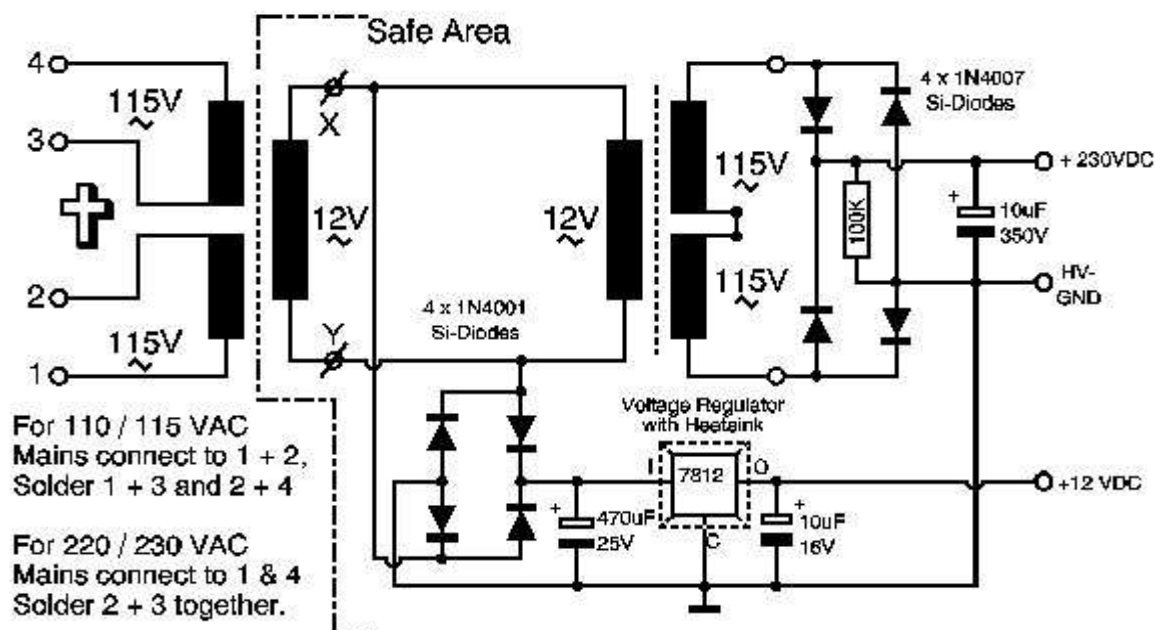 Safe Area
4
115V
~
3
2
115V
~
1
X
12V
~
Y
12V
~
115V
~
115V
~
4 x 1N4007
Si-Diodes
+ 230VDC
100K
+
10uF
350V
HV-
GND
4 x 1N4001
Si-Diodes
Voltage Regulator
with Heatsink
I
7812
O
C
+
470uF
25V
+
10uF
16V
+12 VDC
For 110 / 115 VAC
Mains connect to 1 + 2,
Solder 1 + 3 and 2 + 4
For 220 / 230 VAC
Mains connect to 1 & 4
Solder 2 + 3 together.